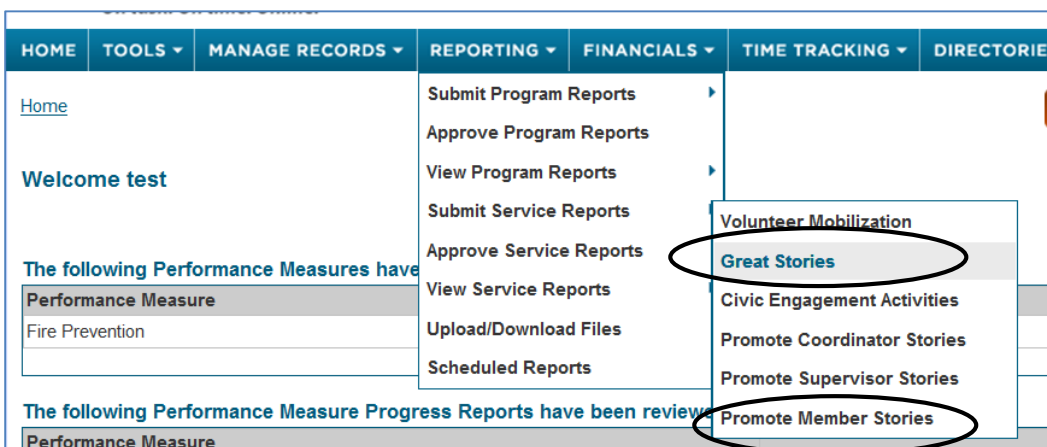 HOME TOOLS MANAGE RECORDS REPORTING FINANCIALS TIME TRACKING DIRECTORIE
Home
Welcome test
Submit Program Reports
Approve Program Reports
View Program Reports
Submit Service Reports
Approve Service Reports
View Service Reports
Upload/Download Files
Scheduled Reports
Volunteer Mobilization
Great Stories
Civic Engagement Activities
Promote Coordinator Stories
Promote Supervisor Stories
Promote Member Stories
The following Performance Measures have
Performance Measure
Fire Prevention
The following Performance Measure Progress Reports have been reviewe
Performance Measure